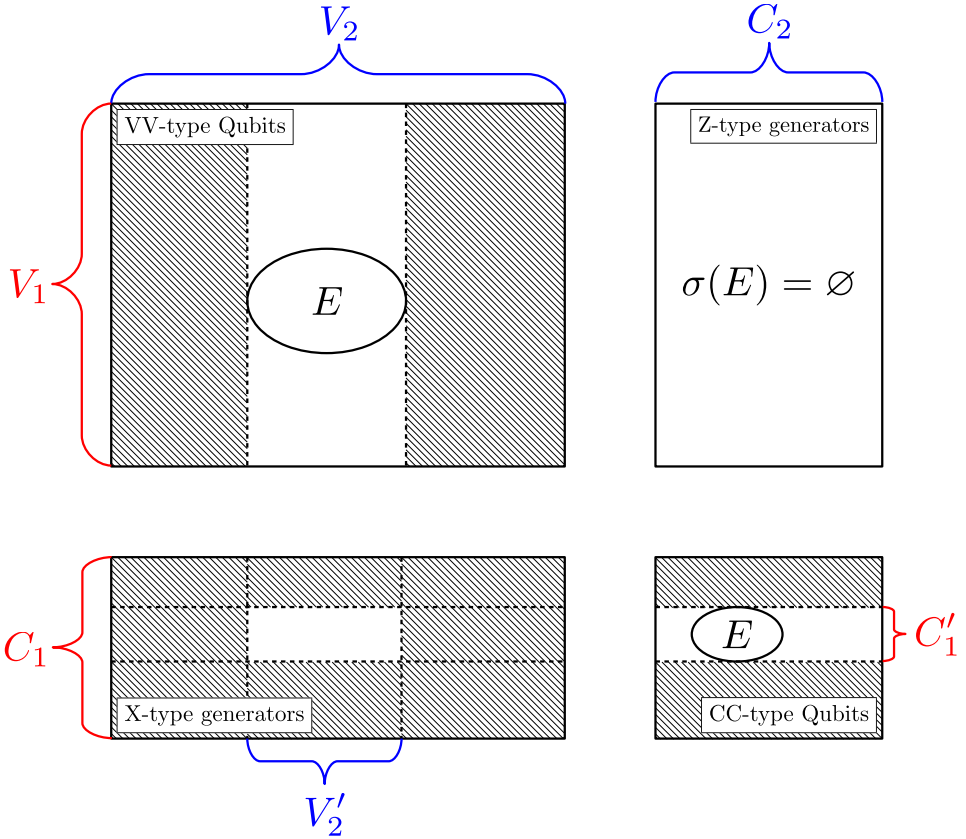 V₂
C₂
VV-type Qubits
Z-type generators
V₁
E
σ(E) = ∅
C₁
E
C₁′
X-type generators
CC-type Qubits
V₂′